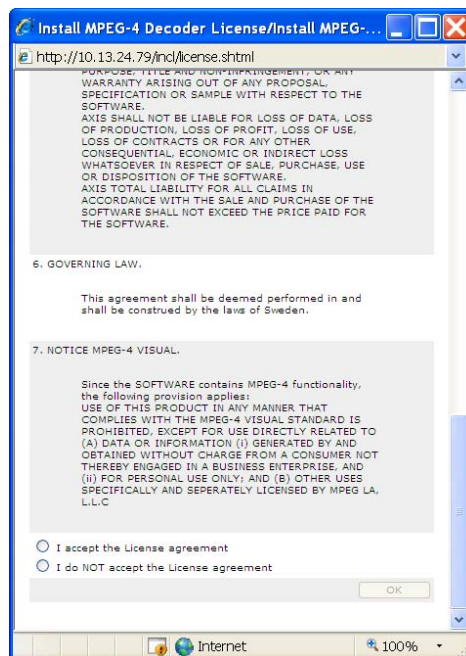 Install MPEG-4 Decoder License/Install MPEG-...
http://10.13.24.79/incl/license.shtml
PURPOSE, TITLE AND NON-INFRINGEMENT, OR ANY
WARRANTY ARISING OUT OF ANY PROPOSAL,
SPECIFICATION OR SAMPLE WITH RESPECT TO THE
SOFTWARE.
AXIS SHALL NOT BE LIABLE FOR LOSS OF DATA, LOSS
OF PRODUCTION, LOSS OF PROFIT, LOSS OF USE,
LOSS OF CONTRACTS OR FOR ANY OTHER
CONSEQUENTIAL, ECONOMIC OR INDIRECT LOSS
WHATSOEVER IN RESPECT OF SALE, PURCHASE, USE
OR DISPOSITION OF THE SOFTWARE.
AXIS TOTAL LIABILITY FOR ALL CLAIMS IN
ACCORDANCE WITH THE SALE AND PURCHASE OF THE
SOFTWARE SHALL NOT EXCEED THE PRICE PAID FOR
THE SOFTWARE.
6. GOVERNING LAW.
This agreement shall be deemed performed in and
shall be construed by the laws of Sweden.
7. NOTICE MPEG-4 VISUAL.
Since the SOFTWARE contains MPEG-4 functionality,
the following provision applies:
USE OF THIS PRODUCT IN ANY MANNER THAT
COMPLIES WITH THE MPEG-4 VISUAL STANDARD IS
PROHIBITED, EXCEPT FOR USE DIRECTLY RELATED TO
(A) DATA OR INFORMATION (i) GENERATED BY AND
OBTAINED WITHOUT CHARGE FROM A CONSUMER NOT
THEREBY ENGAGED IN A BUSINESS ENTERPRISE, AND
(ii) FOR PERSONAL USE ONLY; AND (B) OTHER USES
SPECIFICALLY AND SEPERATELY LICENSED BY MPEG LA,
L.L.C
I accept the License agreement
I do NOT accept the License agreement
OK
Internet
100%